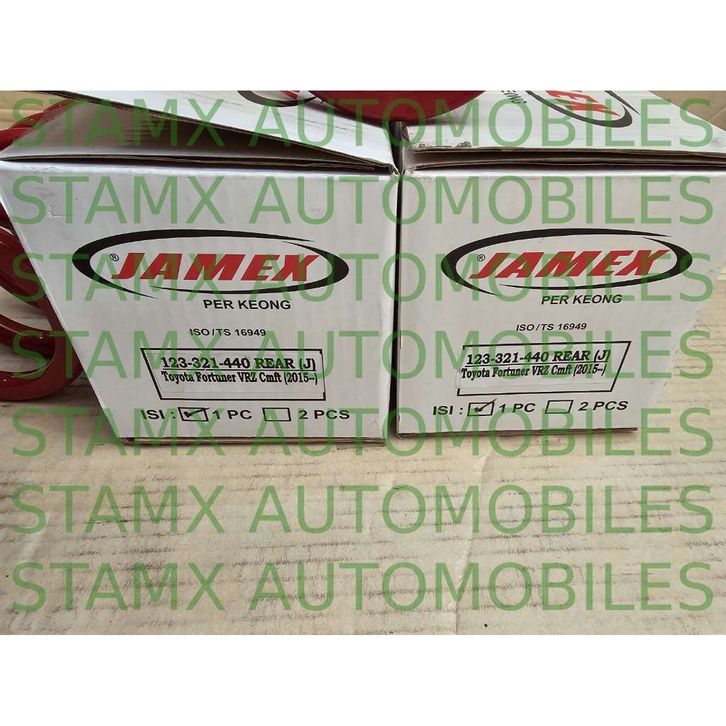 STAMX AUTOMOBILES
STAMX AUTOMOBILES
® JAMEX
PER KEONG
ISO/TS 16949
123-321-440 REAR (J)
Toyota Fortuner VRZ Cmft (2015--)
ISI : ✓ 1 PC 2 PCS
® JAMEX
PER KEONG
ISO/TS 16949
123-321-440 REAR (J)
Toyota Fortuner VRZ Cmft (2015--)
ISI : ✓ 1 PC 2 PCS
STAMX AUTOMOBILES
STAMX AUTOMOBILES
STAMX AUTOMOBILES
STAMX AUTOMOBILES
STAMX AUTOMOBILES